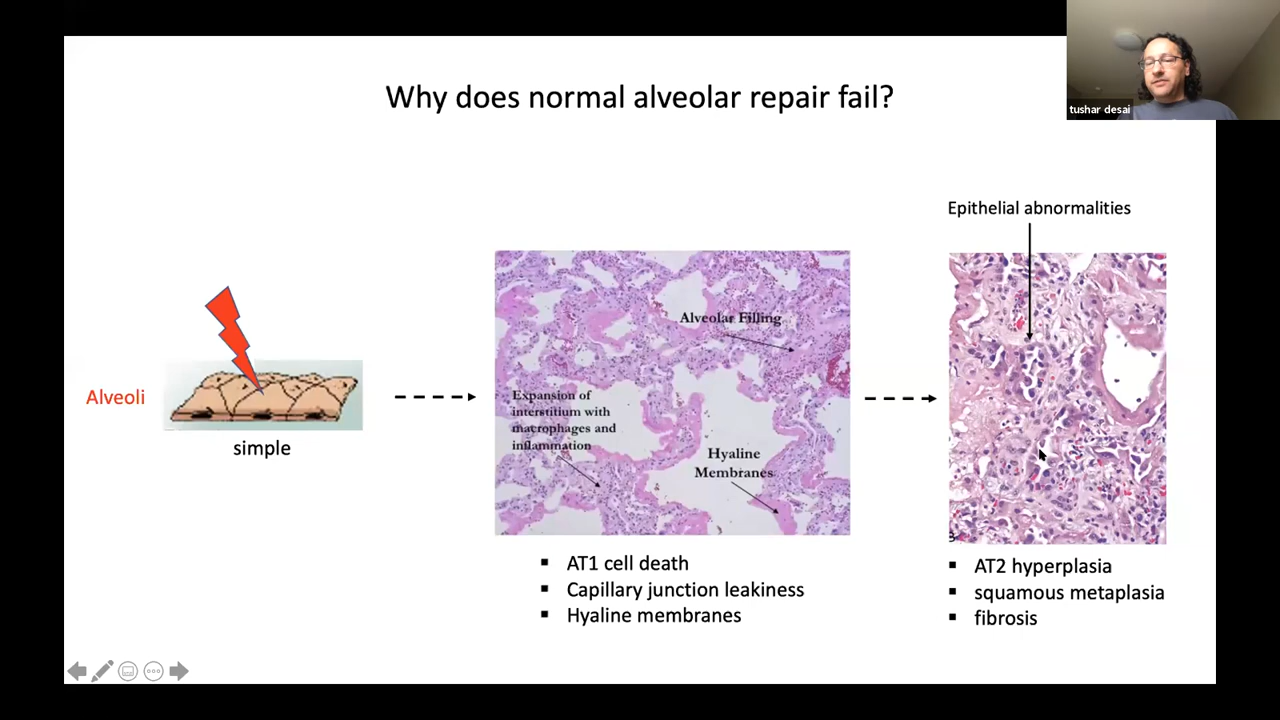 Why does normal alveolar repair fail?
tushar desai
Epithelial abnormalities
Alveoli
simple
Alveolar Filling
Expansion of
interstitium with
macrophages and
inflammation
Hyaline
Membranes
▪ AT1 cell death
▪ Capillary junction leakiness
▪ Hyaline membranes
▪ AT2 hyperplasia
▪ squamous metaplasia
▪ fibrosis